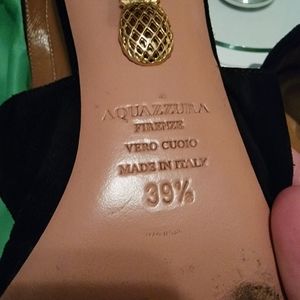 AQUAZZURA
FIRENZE
VERO CUOIO
MADE IN ITALY
39½